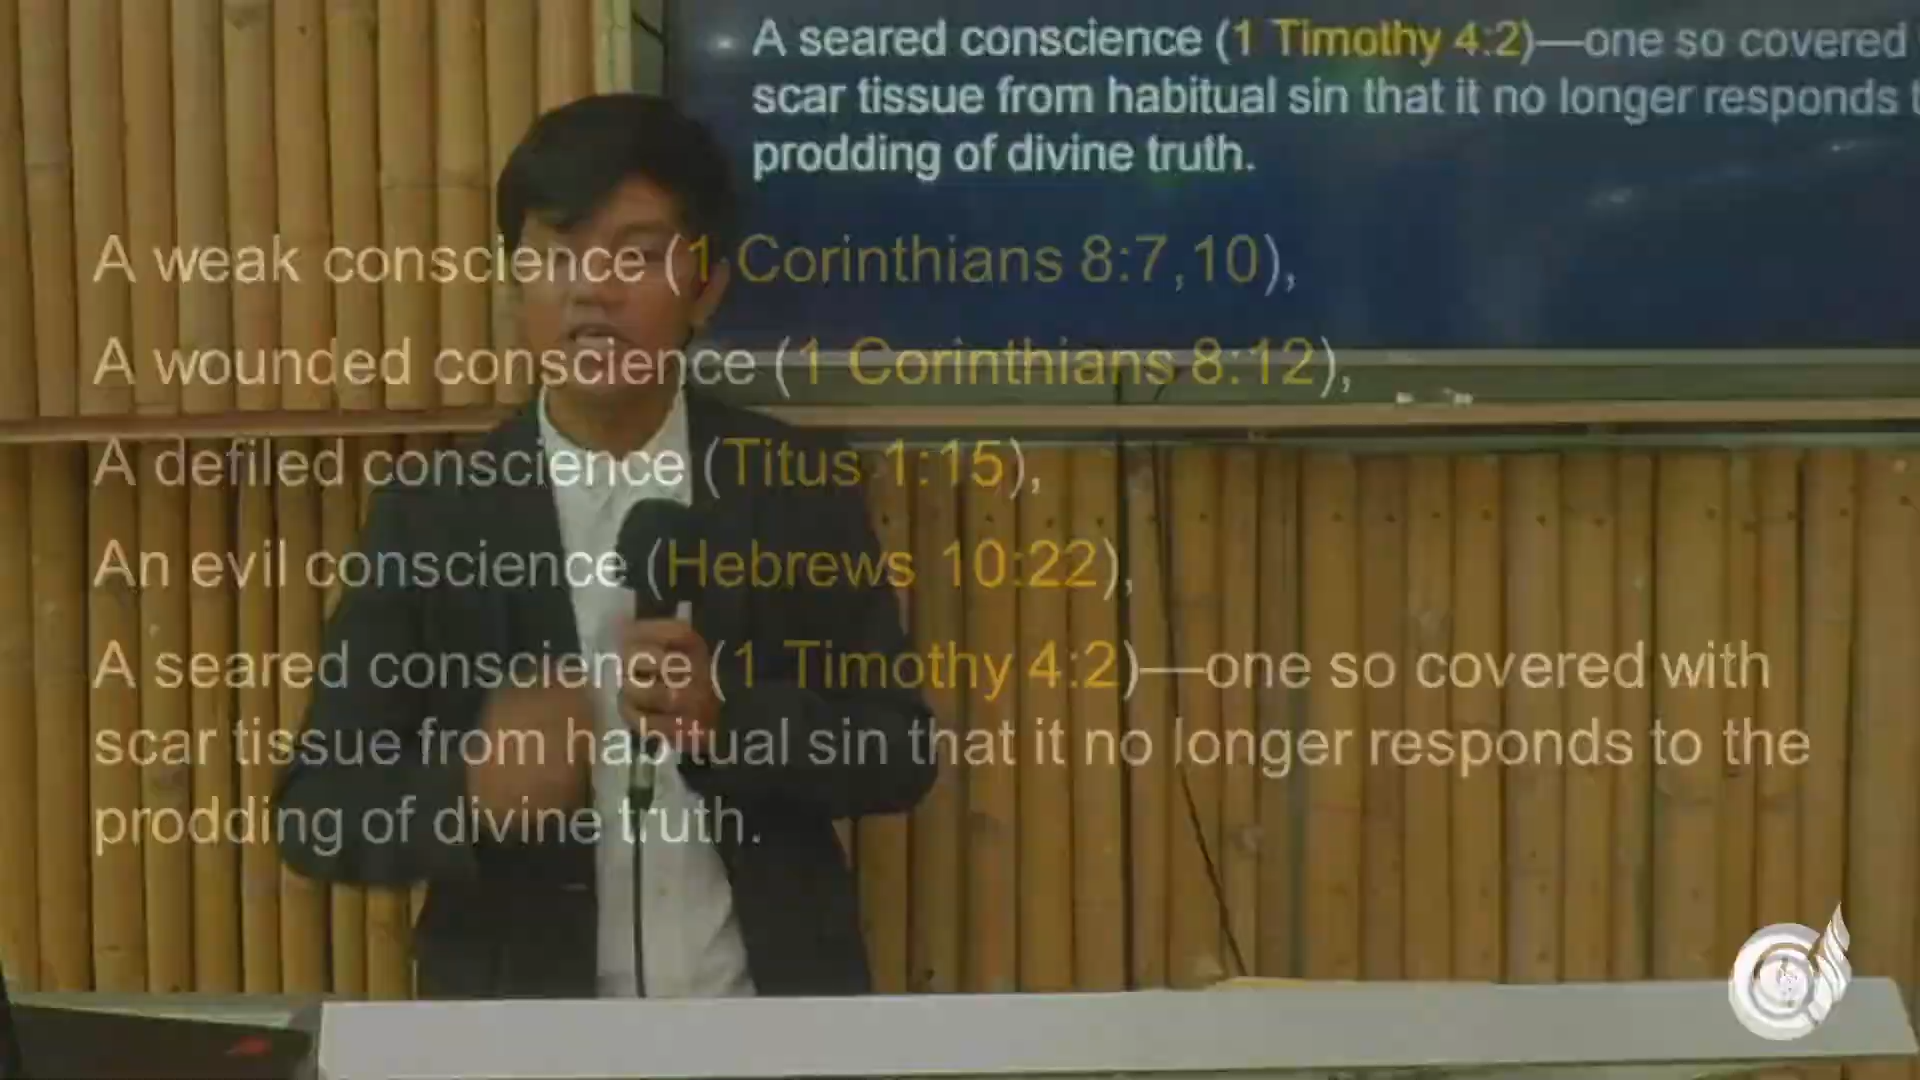 A seared conscience (1 Timothy 4:2)—one so covered
scar tissue from habitual sin that it no longer responds
prodding of divine truth.
A weak conscience (1 Corinthians 8:7,10),
A wounded conscience (1 Corinthians 8:12),
A defiled conscience (Titus 1:15),
An evil conscience (Hebrews 10:22),
A seared conscience (1 Timothy 4:2)—one so covered with
scar tissue from habitual sin that it no longer responds to the
prodding of divine truth.